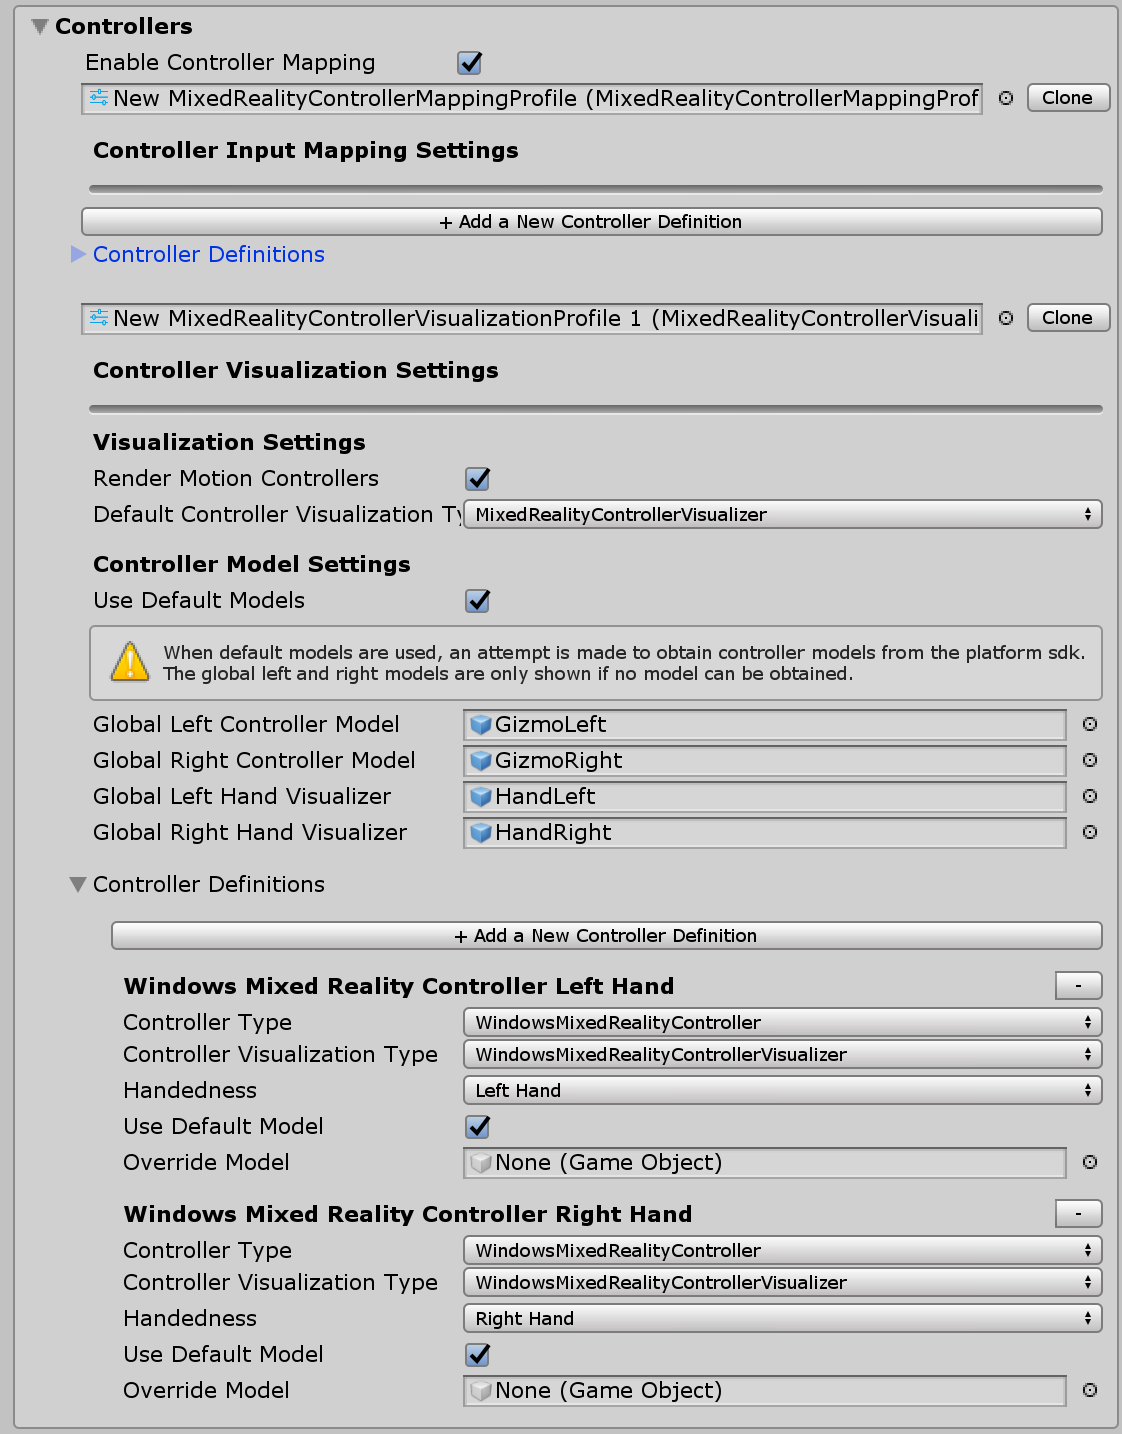 Controllers
Enable Controller Mapping
New MixedRealityControllerMappingProfile (MixedRealityControllerMappingProf
Clone
Controller Input Mapping Settings
+ Add a New Controller Definition
Controller Definitions
New MixedRealityControllerVisualizationProfile 1 (MixedRealityControllerVisuali
Clone
Controller Visualization Settings
Visualization Settings
Render Motion Controllers
Default Controller Visualization Ty MixedRealityControllerVisualizer
Controller Model Settings
Use Default Models
When default models are used, an attempt is made to obtain controller models from the platform sdk.
The global left and right models are only shown if no model can be obtained.
Global Left Controller Model GizmoLeft
Global Right Controller Model GizmoRight
Global Left Hand Visualizer HandLeft
Global Right Hand Visualizer HandRight
Controller Definitions
+ Add a New Controller Definition
Windows Mixed Reality Controller Left Hand -
Controller Type WindowsMixedRealityController
Controller Visualization Type WindowsMixedRealityControllerVisualizer
Handedness Left Hand
Use Default Model
Override Model None (Game Object)
Windows Mixed Reality Controller Right Hand -
Controller Type WindowsMixedRealityController
Controller Visualization Type WindowsMixedRealityControllerVisualizer
Handedness Right Hand
Use Default Model
Override Model None (Game Object)